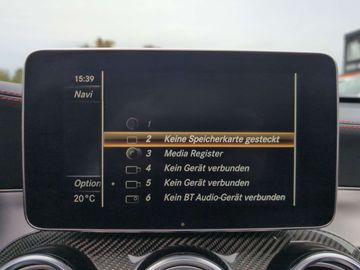 15:39
Navi
1
2 Keine Speicherkarte gesteckt
3 Media Register
4 Kein Gerät verbunden
5 Kein Gerät verbunden
6 Kein BT Audio-Gerät verbunden
Option
20°C